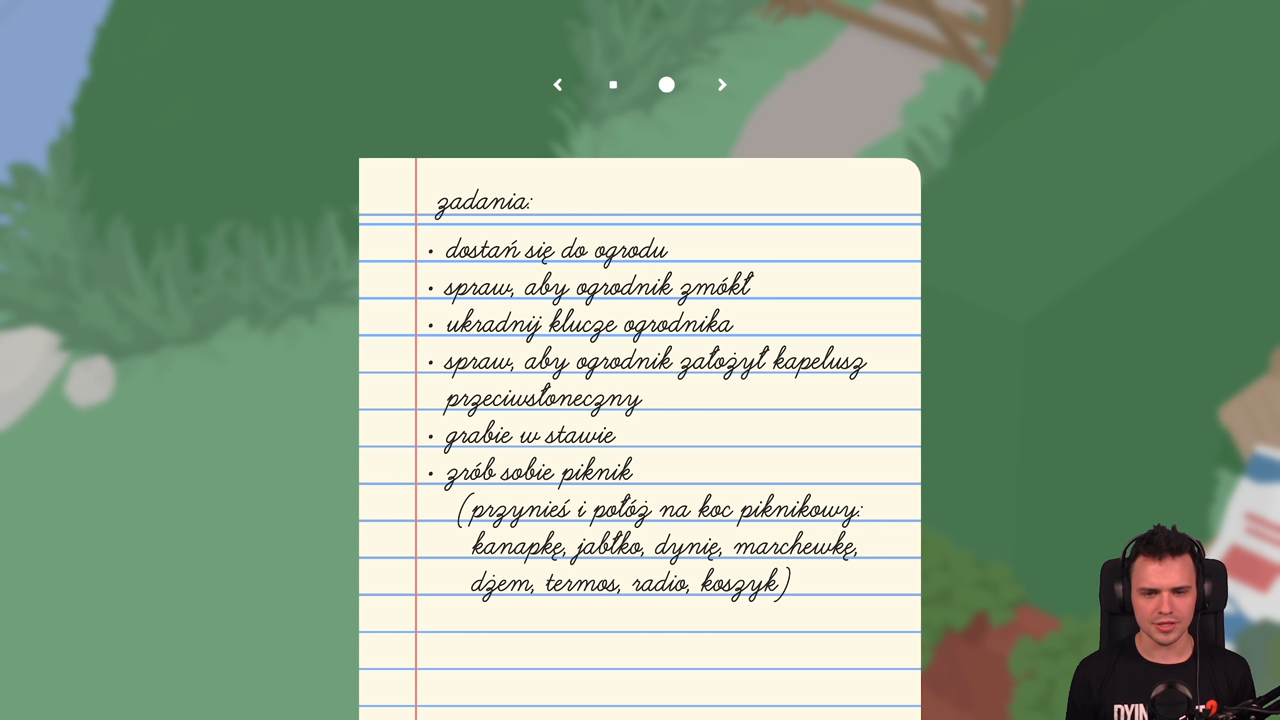 zadania:
• dostań się do ogrodu
• spraw, aby ogrodnik zmókł
• ukradnij klucze ogrodnika
• spraw, aby ogrodnik założył kapelusz
przeciwsłoneczny
• grabie w stawie
• zrób sobie piknik
(przynieś i połóż na koc piknikowy:
kanapkę, jabłko, dynię, marchewkę,
dżem, termos, radio, koszyk)